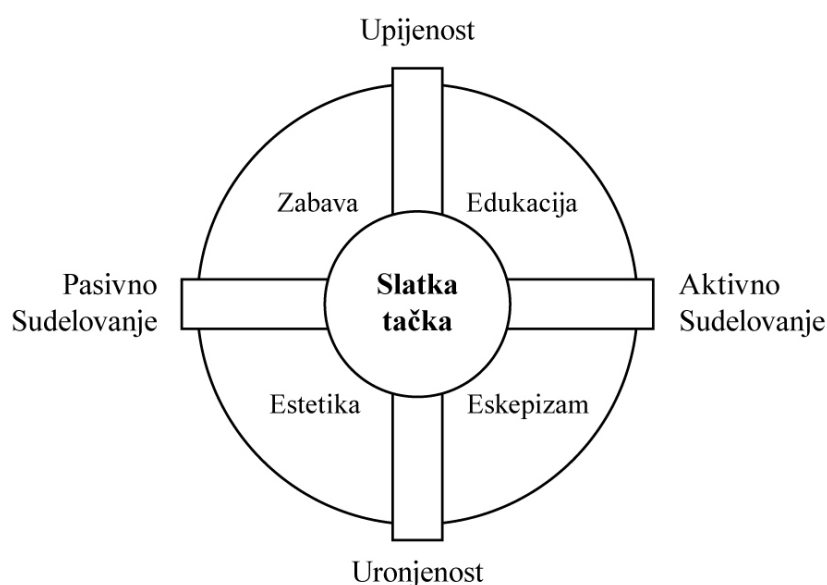 Upijenost
Zabava
Edukacija
Pasivno
Sudelovanje
Slatka
tačka
Aktivno
Sudelovanje
Estetika
Eskepizam
Uronjenost